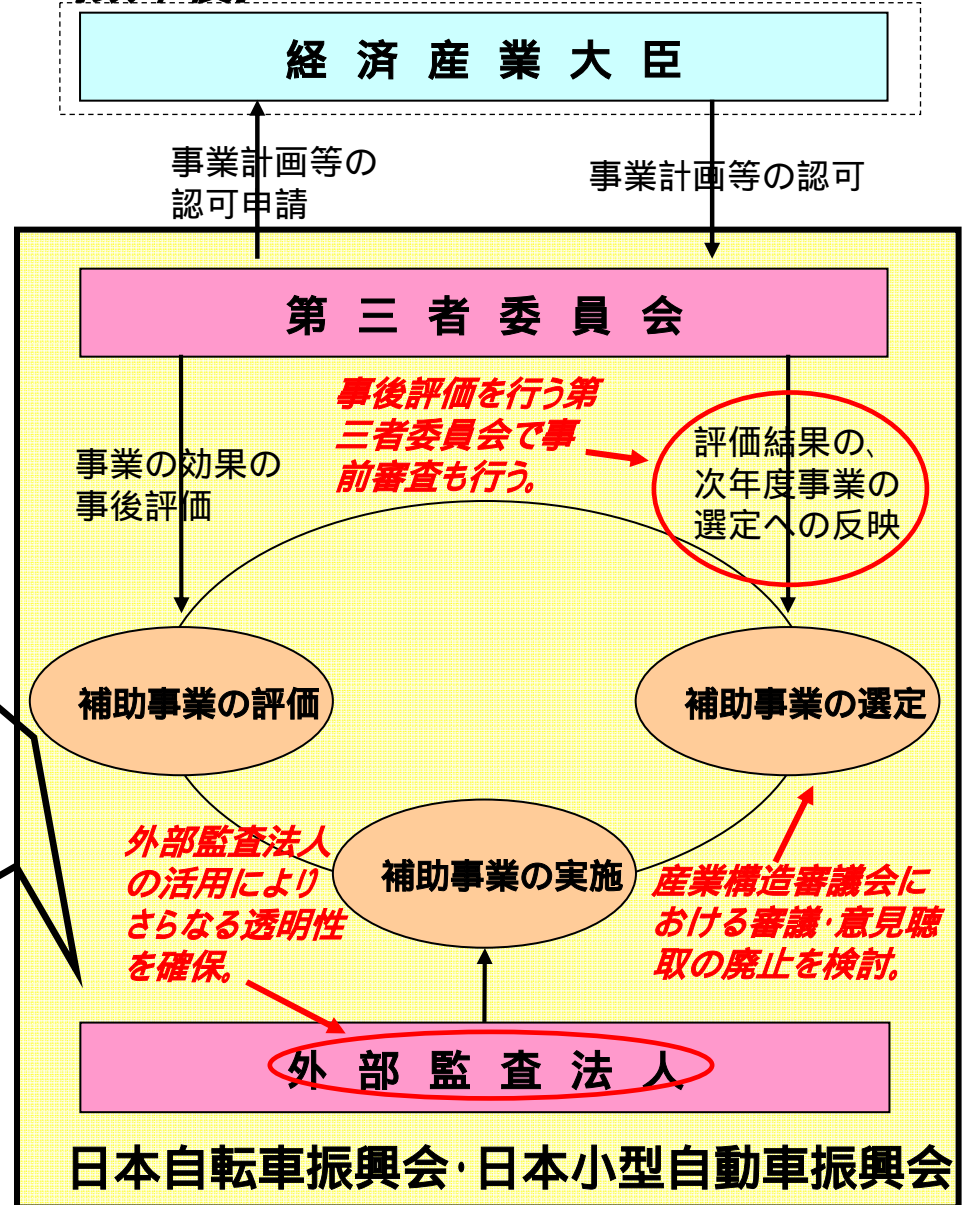 経済産業大臣
事業計画等の
認可申請
事業計画等の認可
第三者委員会
事後評価を行う第
三者委員会で事
前審査も行う。
事業の効果の
事後評価
評価結果の、
次年度事業の
選定への反映
補助事業の評価
補助事業の選定
補助事業の実施
外部監査法人
の活用により
さらなる透明性
を確保。
産業構造審議会に
おける審議・意見聴
取の廃止を検討。
外部監査法人
日本自転車振興会・日本小型自動車振興会